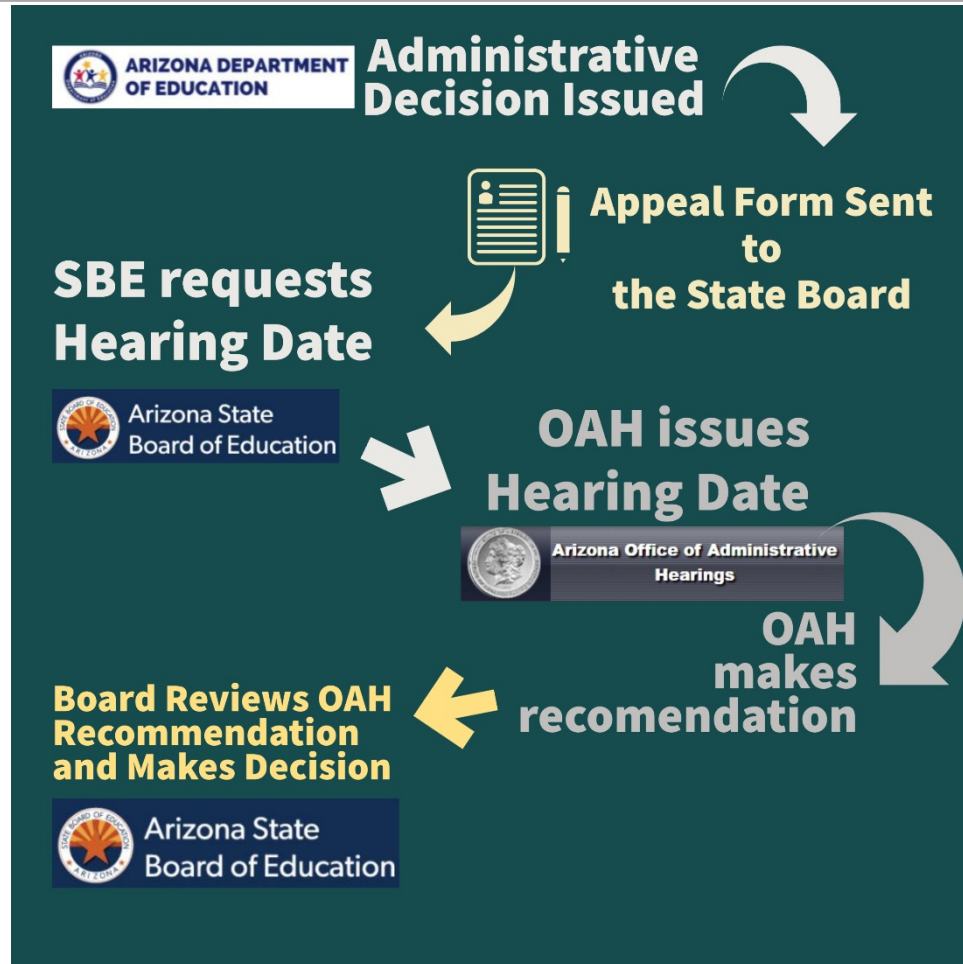 ARIZONA DEPARTMENT
OF EDUCATION
Administrative
Decision Issued
Appeal Form Sent
to
the State Board
SBE requests
Hearing Date
Arizona State
Board of Education
OAH issues
Hearing Date
Arizona Office of Administrative
Hearings
OAH
makes
recomendation
Board Reviews OAH
Recommendation
and Makes Decision
Arizona State
Board of Education